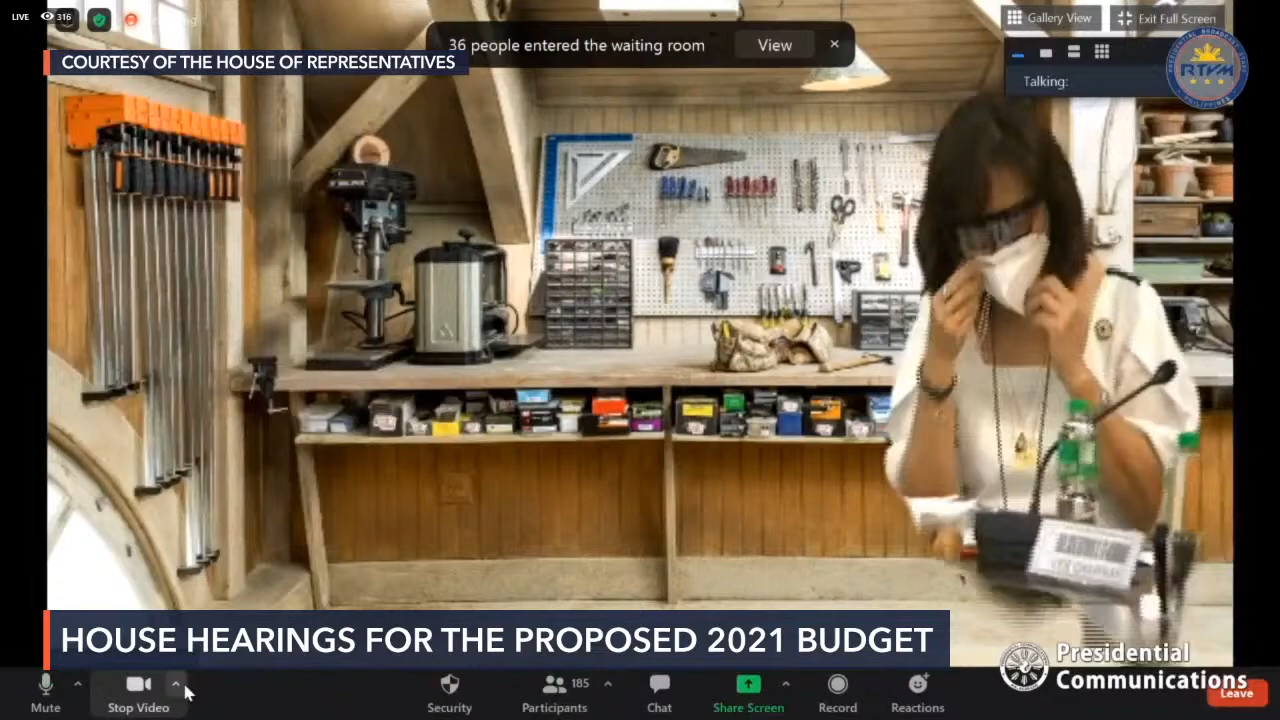 LIVE
316
36 people entered the waiting room
View
×
Gallery View
Exit Full Screen
COURTESY OF THE HOUSE OF REPRESENTATIVES
Talking:
RTVM
HOUSE HEARINGS FOR THE PROPOSED 2021 BUDGET
Presidential
Communications
Mute
Stop Video
Security
185
Participants
Chat
Share Screen
Record
Reactions
Leave